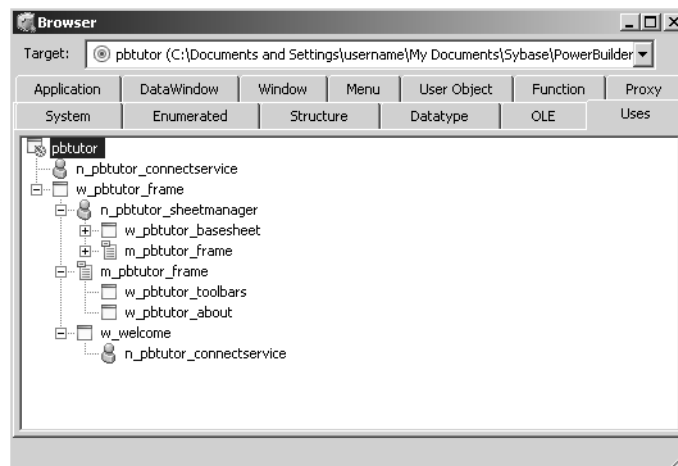 Browser
Target: pbtutor (C:\Documents and Settings\username\My Documents\Sybase\PowerBuilder
Application DataWindow Window Menu User Object Function Proxy
System Enumerated Structure Datatype OLE Uses
pbtutor
n_pbtutor_connectservice
w_pbtutor_frame
n_pbtutor_sheetmanager
w_pbtutor_basesheet
m_pbtutor_frame
m_pbtutor_frame
w_pbtutor_toolbars
w_pbtutor_about
w_welcome
n_pbtutor_connectservice